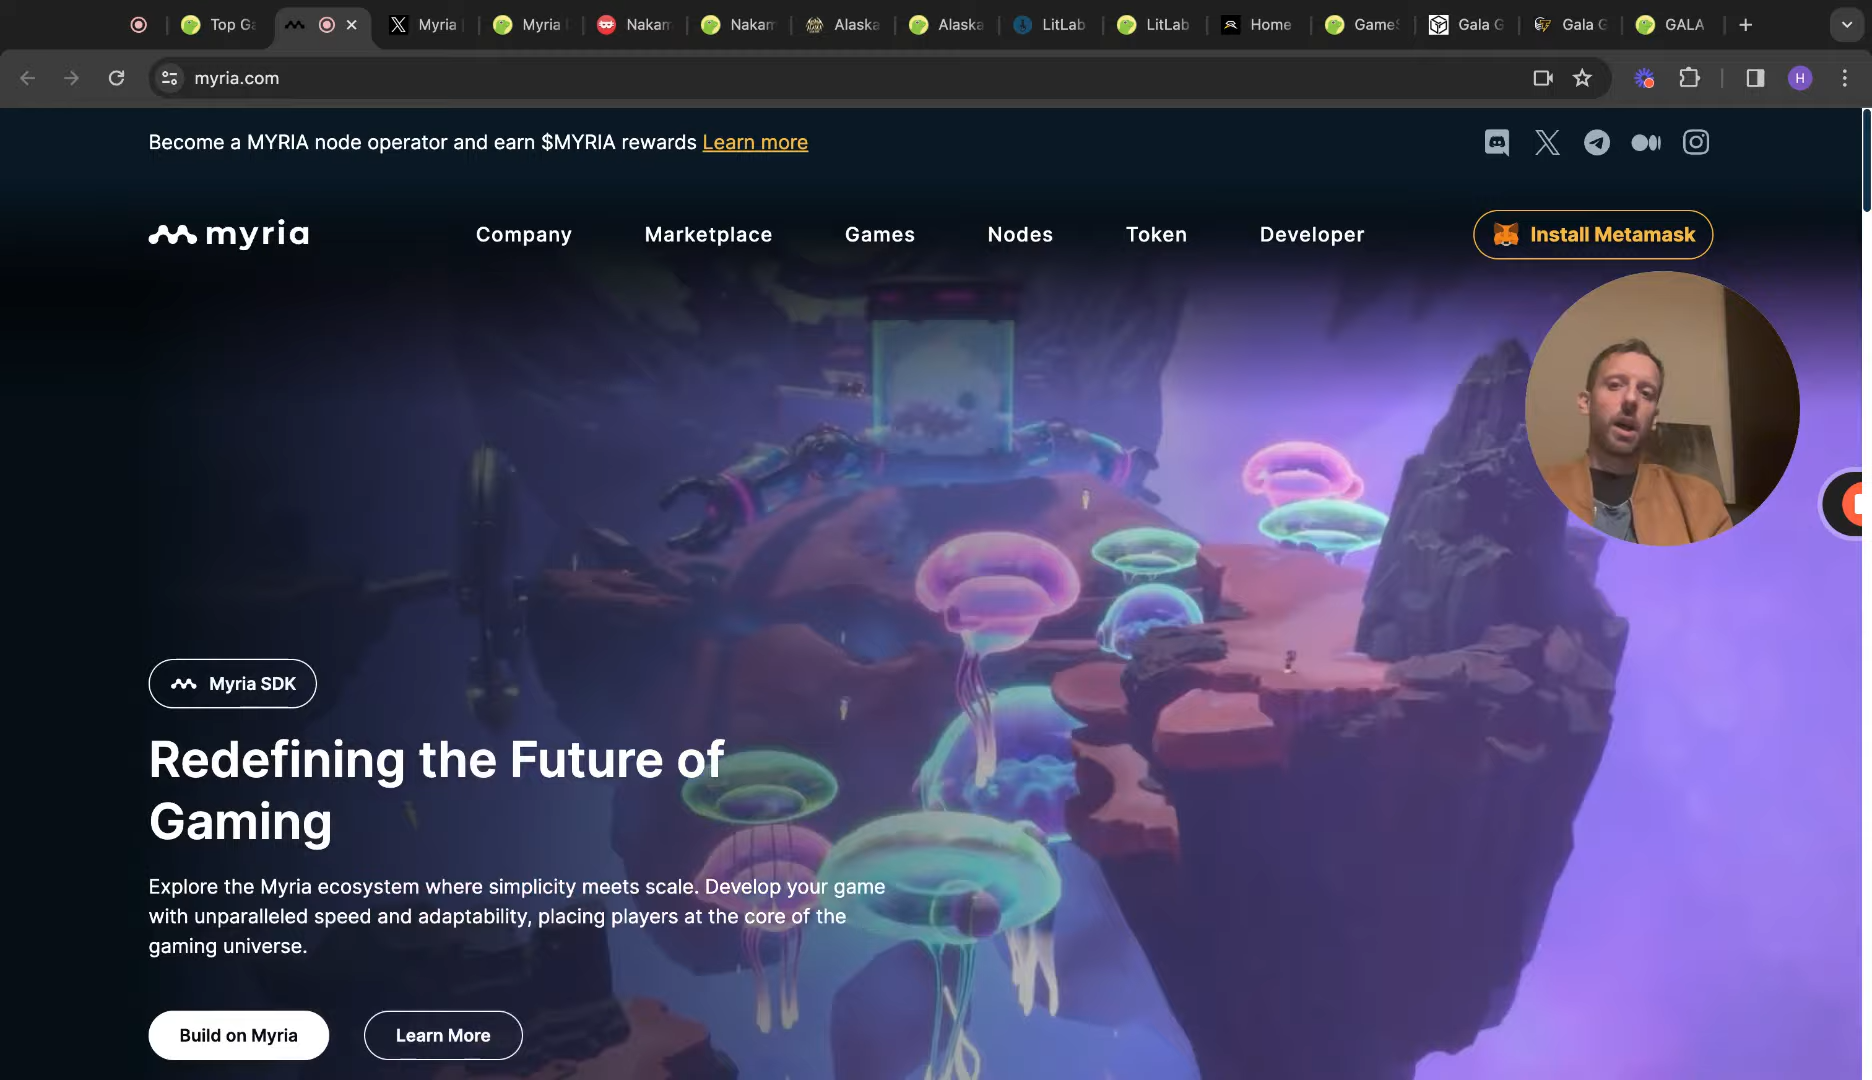 Top Ga
Myria
Myria
Nakam
Nakam
Alaska
Alaska
LitLab
LitLab
Home
GameS
Gala G
Gala G
GALA
myria.com
H
Become a MYRIA node operator and earn $MYRIA rewards Learn more
myria
Company
Marketplace
Games
Nodes
Token
Developer
Install Metamask
Myria SDK
Redefining the Future of
Gaming
Explore the Myria ecosystem where simplicity meets scale. Develop your game
with unparalleled speed and adaptability, placing players at the core of the
gaming universe.
Build on Myria
Learn More